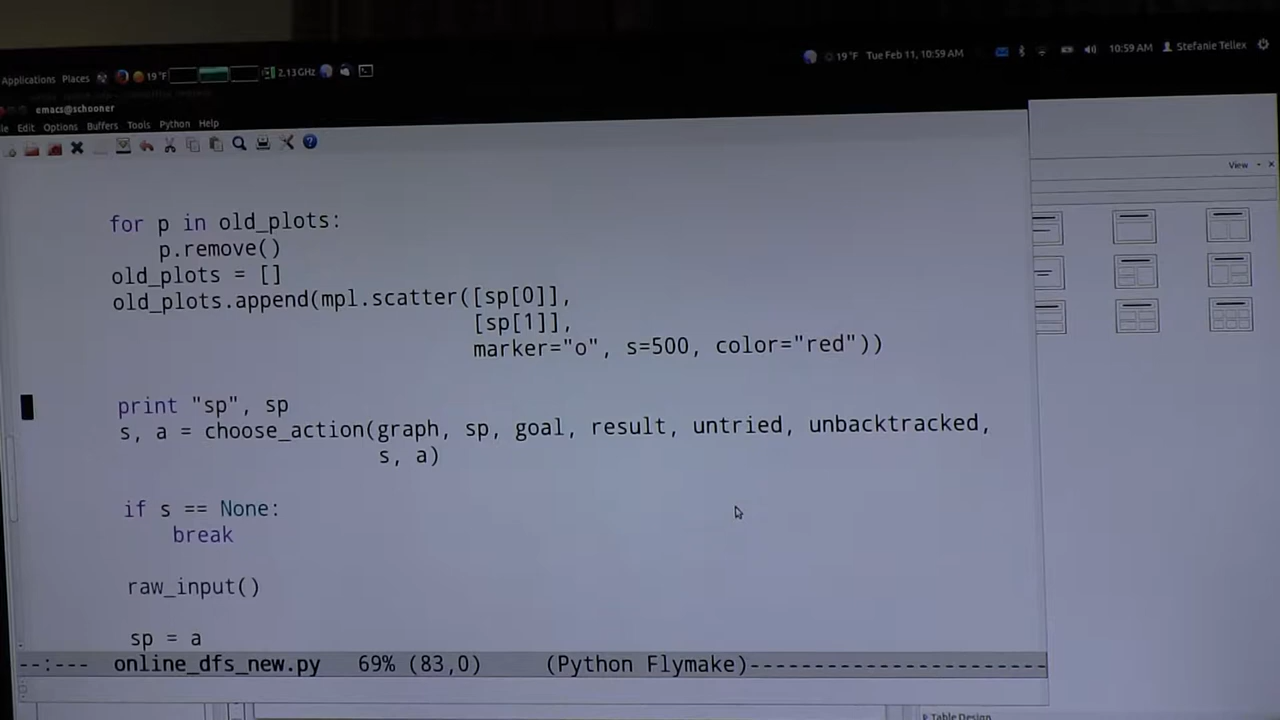 Applications Places 19 °F 2.13 GHz 19 °F Tue Feb 11, 10:59 AM 10:59 AM Stefanie Tellex
emacs@schooner
Edit Options Buffers Tools Python Help
View
for p in old_plots:
p.remove()
old_plots = []
old_plots.append(mpl.scatter([sp[0]],
[sp[1]],
marker="o", s=500, color="red"))
print "sp", sp
s, a = choose_action(graph, sp, goal, result, untried, unbacktracked,
s, a)
if s == None:
break
raw_input()
sp = a
--:--- online_dfs_new.py 69% (83,0) (Python Flymake)-----------------------
Table Design